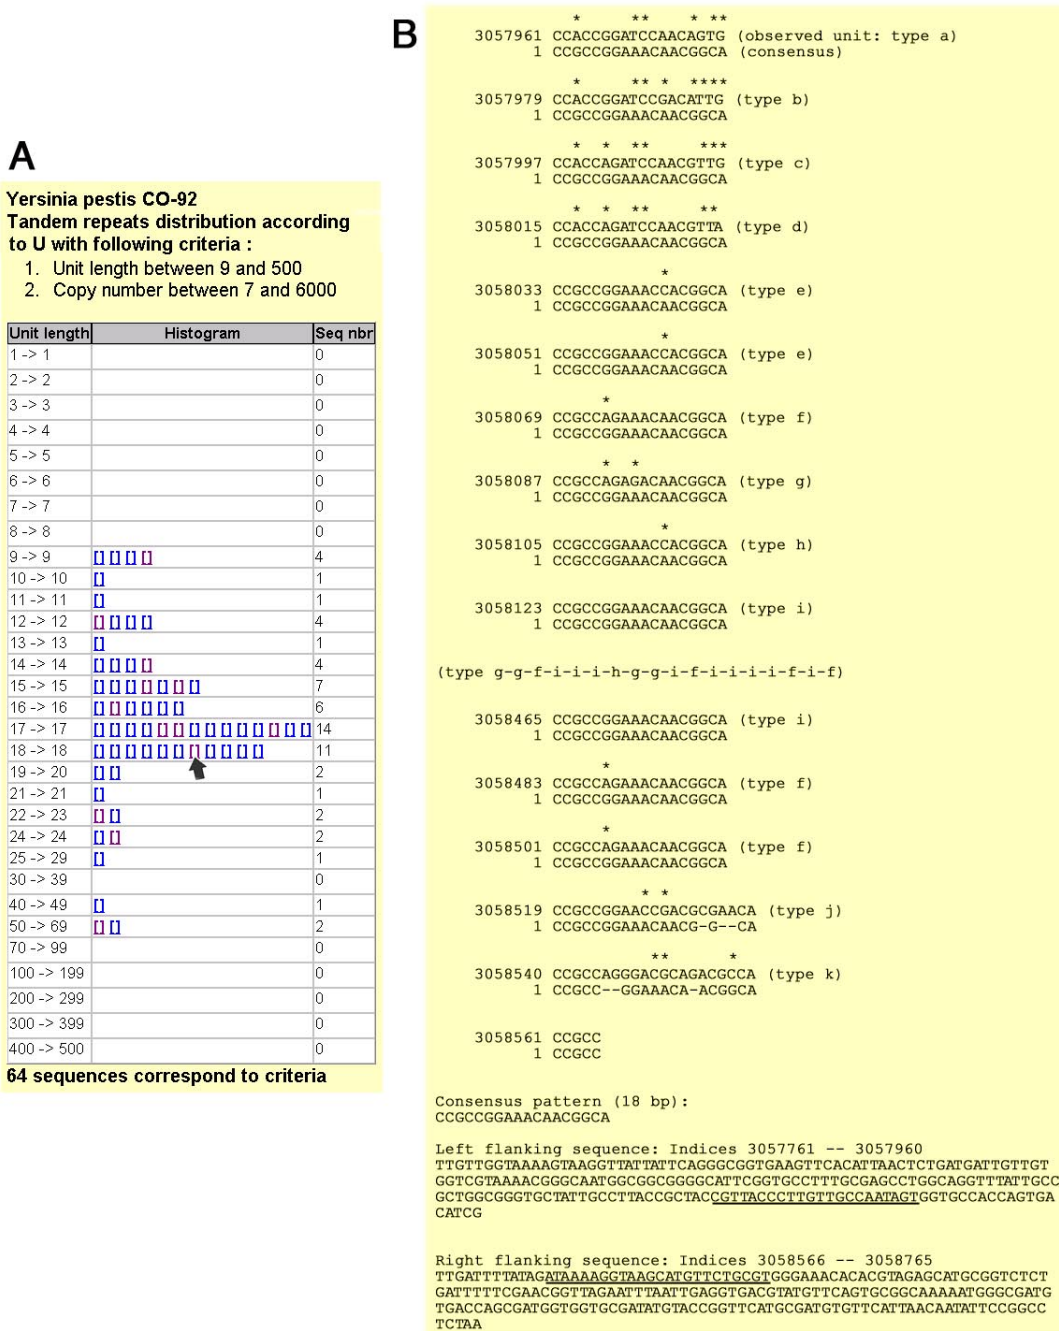 A
Yersinia pestis CO-92
Tandem repeats distribution according
to U with following criteria :
1. Unit length between 9 and 500
2. Copy number between 7 and 6000
Unit length Histogram Seq nbr
1 -> 1 0
2 -> 2 0
3 -> 3 0
4 -> 4 0
5 -> 5 0
6 -> 6 0
7 -> 7 0
8 -> 8 0
9 -> 9 [] [] [] [] 4
10 -> 10 [] 1
11 -> 11 [] 1
12 -> 12 [] [] [] [] 4
13 -> 13 [] 1
14 -> 14 [] [] [] [] 4
15 -> 15 [] [] [] [] [] [] [] 7
16 -> 16 [] [] [] [] [] [] 6
17 -> 17 [] [] [] [] [] [] [] [] [] [] [] [] [] [] 14
18 -> 18 [] [] [] [] [] [] [] [] [] [] [] 11
19 -> 20 [] [] 2
21 -> 21 [] 1
22 -> 23 [] [] 2
24 -> 24 [] [] 2
25 -> 29 [] 1
30 -> 39 0
40 -> 49 [] 1
50 -> 69 [] [] 2
70 -> 99 0
100 -> 199 0
200 -> 299 0
300 -> 399 0
400 -> 500 0
64 sequences correspond to criteria
B
* ** * **
3057961 CCACCGGATCCAACAGTG (observed unit: type a)
1 CCGCCGGAAACAACGGCA (consensus)
* ** * ****
3057979 CCACCGGATCCGACATTG (type b)
1 CCGCCGGAAACAACGGCA
* * ** ***
3057997 CCACCAGATCCAACGTTG (type c)
1 CCGCCGGAAACAACGGCA
* * ** **
3058015 CCACCAGATCCAACGTTA (type d)
1 CCGCCGGAAACAACGGCA
*
3058033 CCGCCGGAAACCACGGCA (type e)
1 CCGCCGGAAACAACGGCA
*
3058051 CCGCCGGAAACCACGGCA (type e)
1 CCGCCGGAAACAACGGCA
*
3058069 CCGCCAGAAACAACGGCA (type f)
1 CCGCCGGAAACAACGGCA
* *
3058087 CCGCCAGAGACAACGGCA (type g)
1 CCGCCGGAAACAACGGCA
*
3058105 CCGCCGGAAACCACGGCA (type h)
1 CCGCCGGAAACAACGGCA
3058123 CCGCCGGAAACAACGGCA (type i)
1 CCGCCGGAAACAACGGCA
(type g-g-f-i-i-i-h-g-g-i-f-i-i-i-i-f-i-f)
3058465 CCGCCGGAAACAACGGCA (type i)
1 CCGCCGGAAACAACGGCA
*
3058483 CCGCCAGAAACAACGGCA (type f)
1 CCGCCGGAAACAACGGCA
*
3058501 CCGCCAGAAACAACGGCA (type f)
1 CCGCCGGAAACAACGGCA
* *
3058519 CCGCCGGAACCGACGCGAACA (type j)
1 CCGCCGGAAACAACG-G--CA
** *
3058540 CCGCCAGGGACGCAGACGCCA (type k)
1 CCGCC--GGAAACA-ACGGCA
3058561 CCGCC
1 CCGCC
Consensus pattern (18 bp):
CCGCCGGAAACAACGGCA
Left flanking sequence: Indices 3057761 -- 3057960
TTGTTGGTAAAAGTAAGGTTATTATTCAGGGCGGTGAAGTTCACATTAACTCTGATGATTGTTGT
GGTCGTAAAACGGGCAATGGCGGCGGGGCATTCGGTGCCTTTGCGAGCCTGGCAGGTTTATTGCC
GCTGGCGGGTGCTATTGCCTTACCGCTACCGTTACCCTTGTTGCCAATAGTGGTGCCACCAGTGA
CATCG
Right flanking sequence: Indices 3058566 -- 3058765
TTGATTTTATAGATAAAAGGTAAGCATGTTCTGCGTGGGAAACACACGTAGAGCATGCGGTCTCT
GATTTTTCGAACGGTTAGAATTTAATTGAGGTGACGTATGTTCAGTGCGGCAAAAATGGGCGATG
TGACCAGCGATGGTGGTGCGATATGTACCGGTTCATGCGATGTGTTCATTAACAATATTCCGGCC
TCTAA